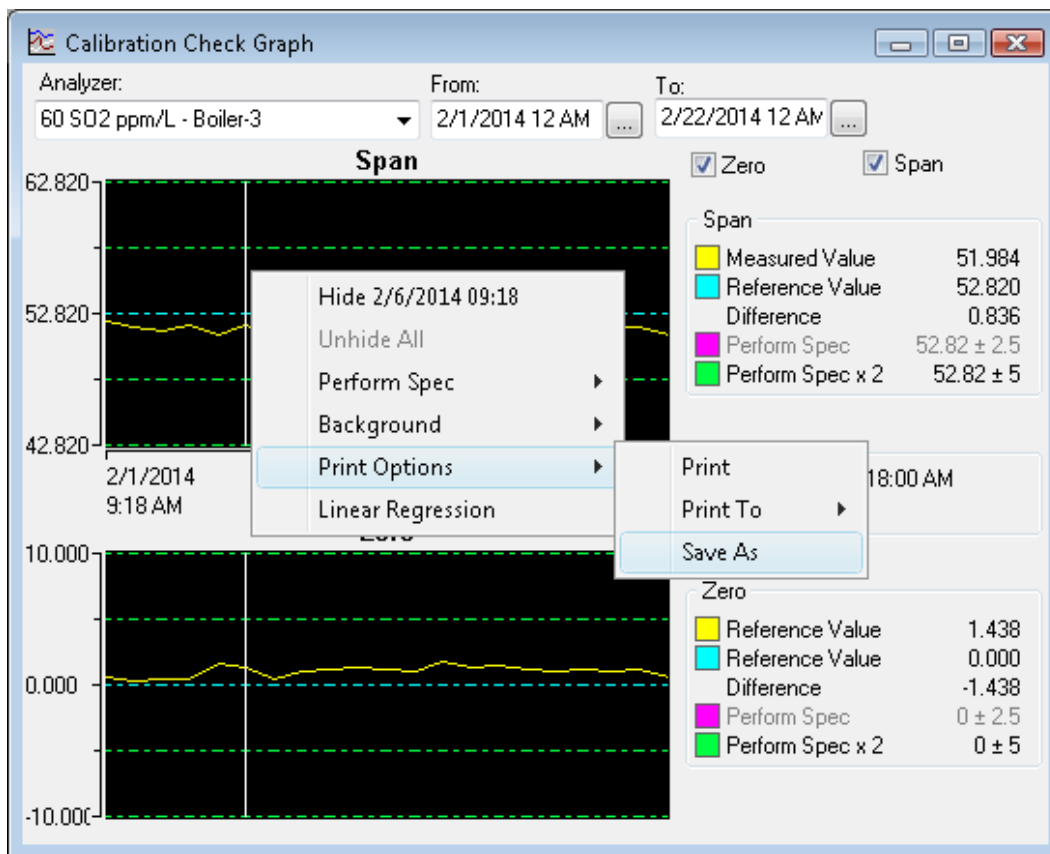 Calibration Check Graph
Analyzer:
From:
To:
60 SO2 ppm/L - Boiler-3
2/1/2014 12 AM
...
2/22/2014 12 AM
...
Span
Zero
Span
62.820
52.820
42.820
2/1/2014
9:18 AM
Span
Measured Value 51.984
Reference Value 52.820
Difference 0.836
Perform Spec 52.82 ± 2.5
Perform Spec x 2 52.82 ± 5
Hide 2/6/2014 09:18
Unhide All
Perform Spec
Background
Print Options
Linear Regression
Print
Print To
Save As
18:00 AM
Zero
10.000
0.000
-10.000
Zero
Reference Value 1.438
Reference Value 0.000
Difference -1.438
Perform Spec 0 ± 2.5
Perform Spec x 2 0 ± 5